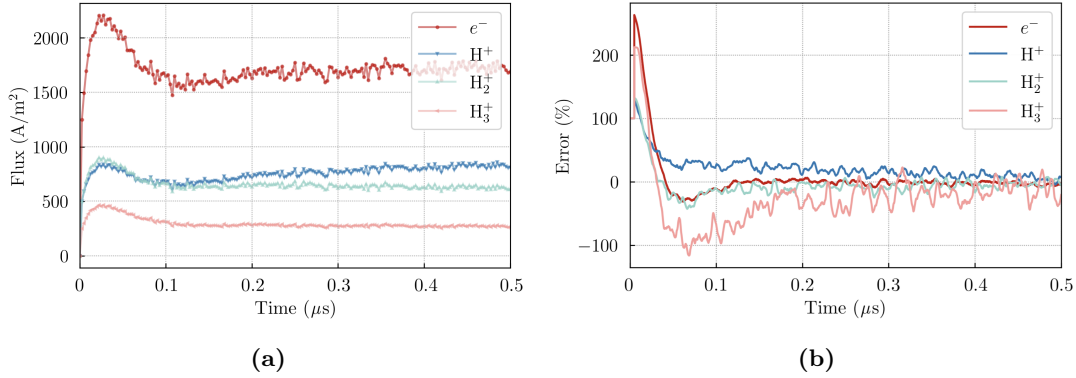 Flux (A/m²)
2000
1500
1000
500
0
e⁻
H⁺
H₂⁺
H₃⁺
0 0.1 0.2 0.3 0.4 0.5
Time (μs)
(a)
Error (%)
200
100
0
−100
e⁻
H⁺
H₂⁺
H₃⁺
0 0.1 0.2 0.3 0.4 0.5
Time (μs)
(b)